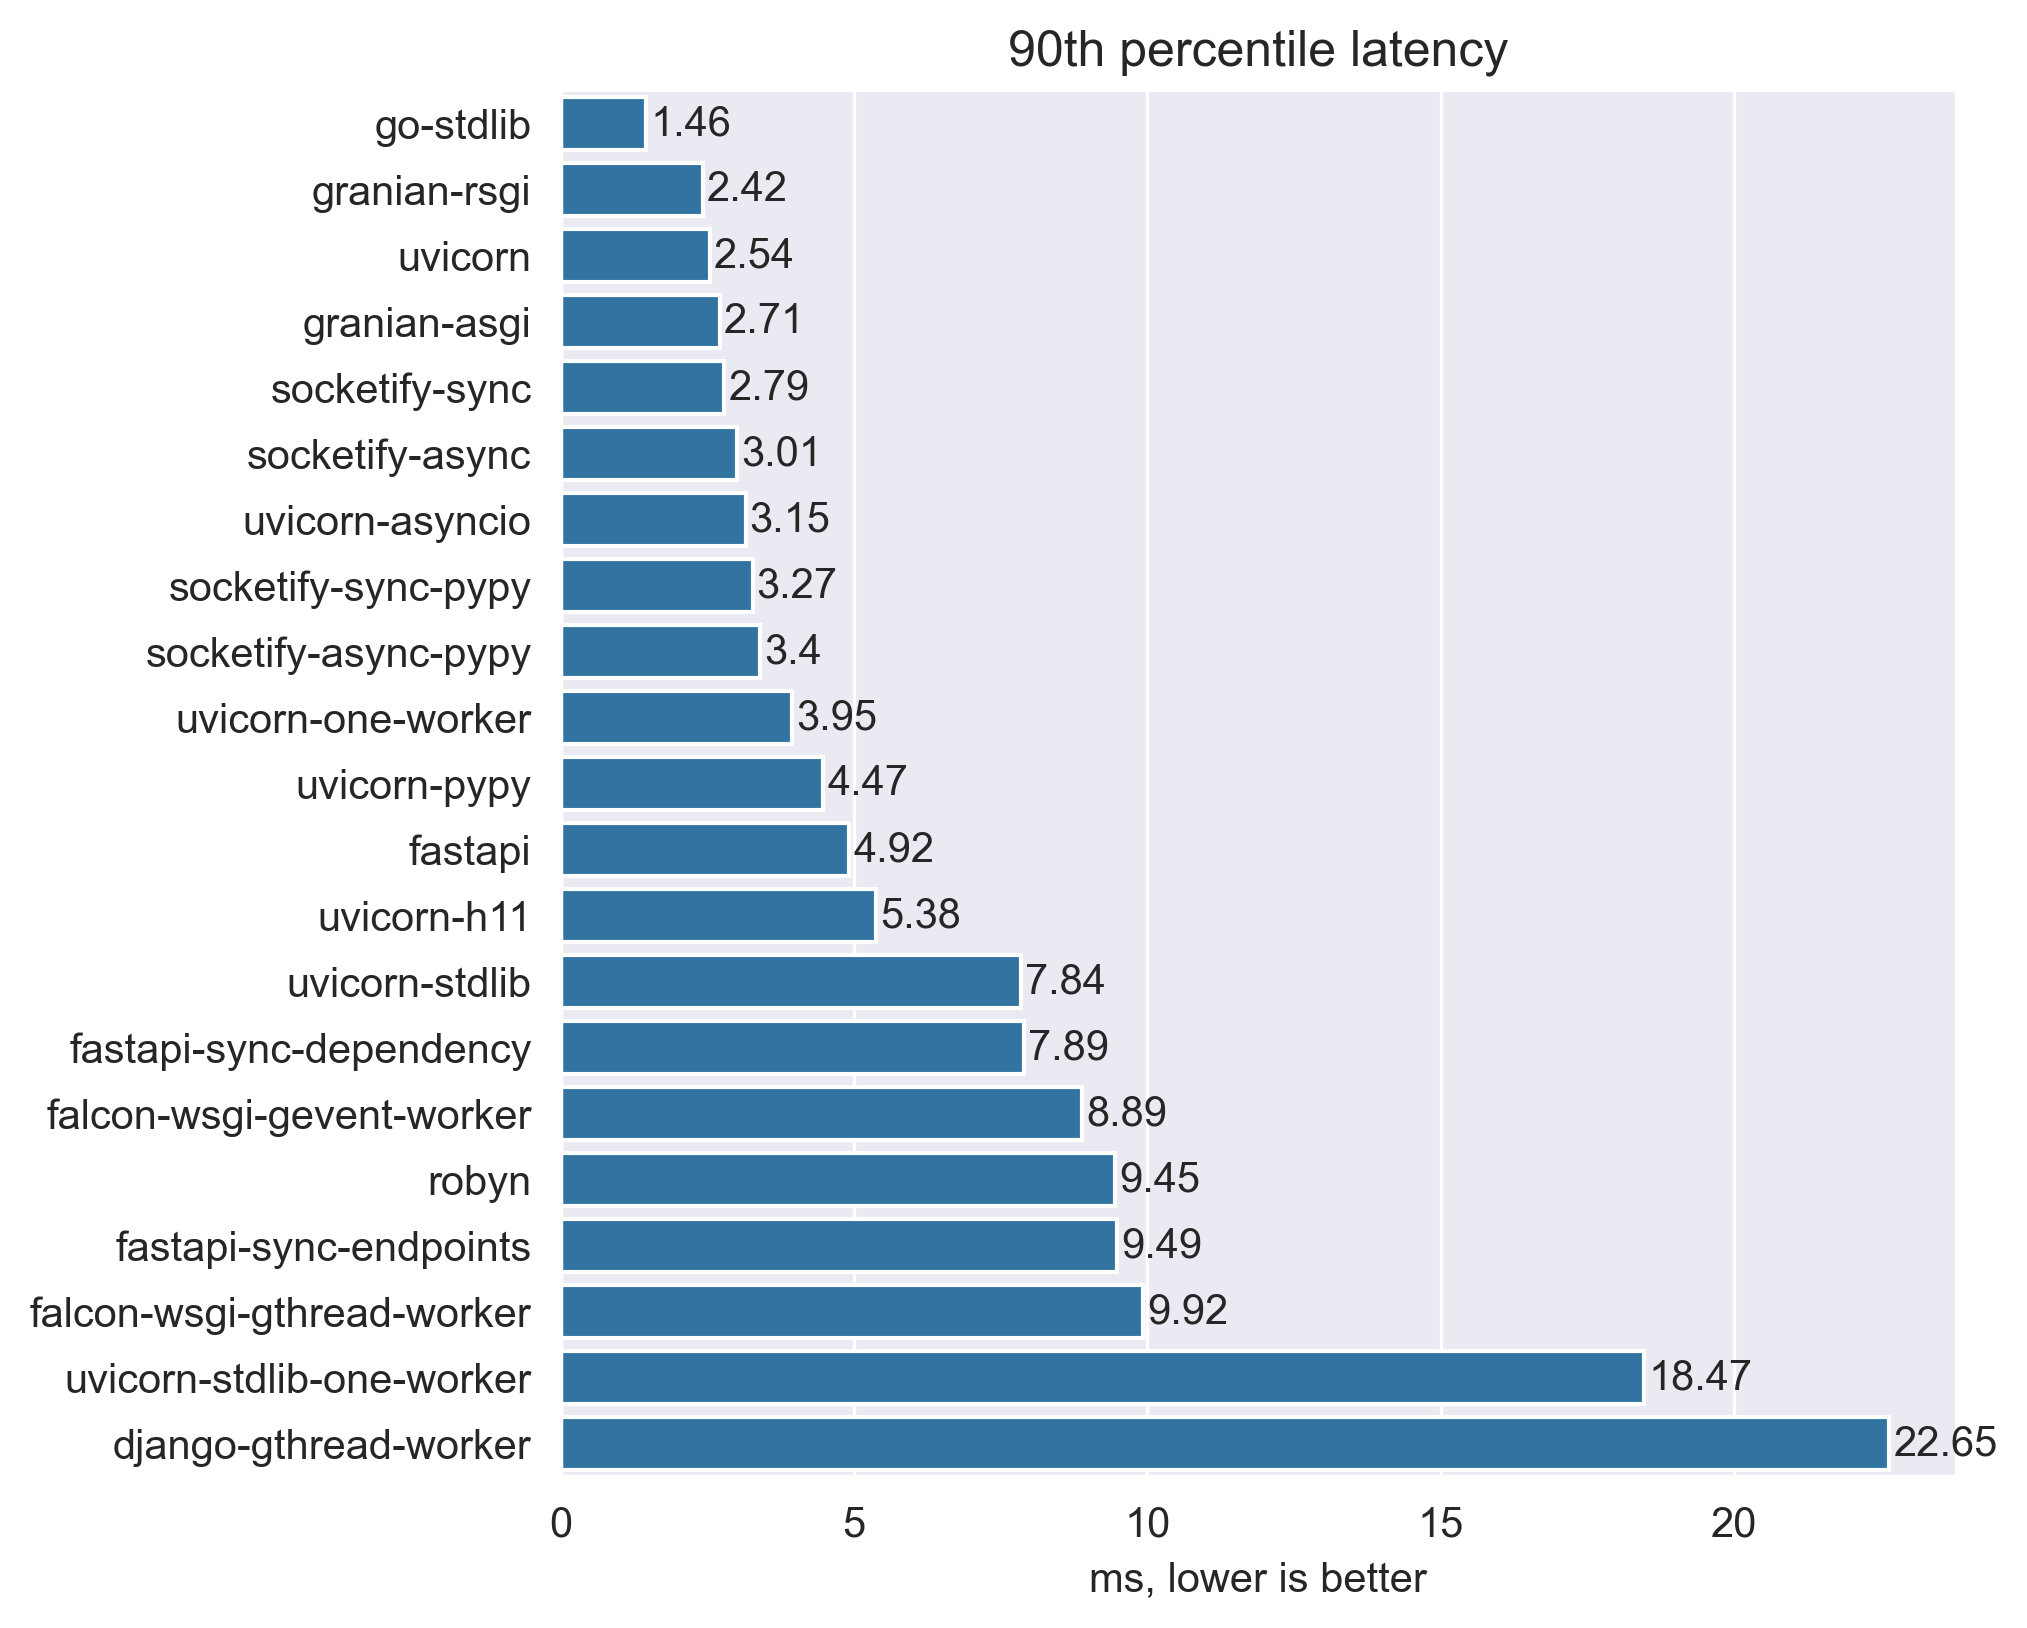 90th percentile latency
go-stdlib 1.46
granian-rsgi 2.42
uvicorn 2.54
granian-asgi 2.71
socketify-sync 2.79
socketify-async 3.01
uvicorn-asyncio 3.15
socketify-sync-pypy 3.27
socketify-async-pypy 3.4
uvicorn-one-worker 3.95
uvicorn-pypy 4.47
fastapi 4.92
uvicorn-h11 5.38
uvicorn-stdlib 7.84
fastapi-sync-dependency 7.89
falcon-wsgi-gevent-worker 8.89
robyn 9.45
fastapi-sync-endpoints 9.49
falcon-wsgi-gthread-worker 9.92
uvicorn-stdlib-one-worker 18.47
django-gthread-worker 22.65
0 5 10 15 20
ms, lower is better